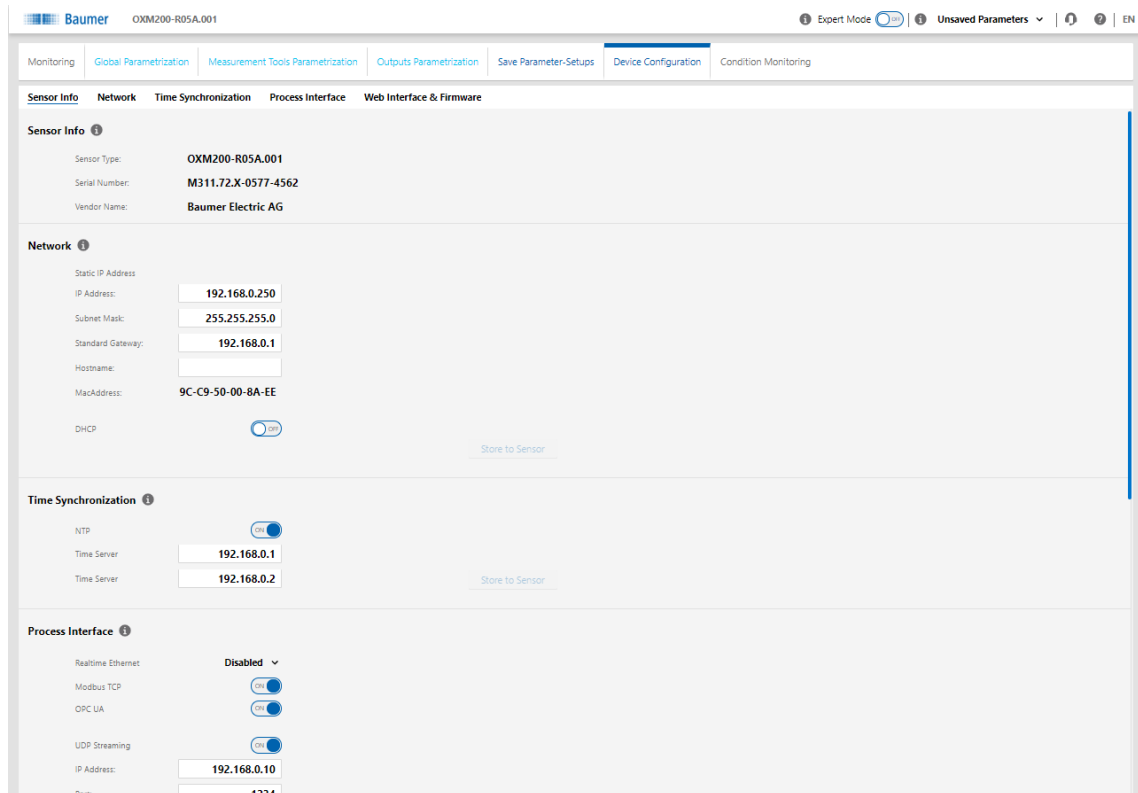 Baumer OXM200-R05A.001 Expert Mode OFF Unsaved Parameters EN
Monitoring Global Parametrization Measurement Tools Parametrization Outputs Parametrization Save Parameter-Setups Device Configuration Condition Monitoring
Sensor Info Network Time Synchronization Process Interface Web Interface & Firmware
Sensor Info
Sensor Type: OXM200-R05A.001
Serial Number: M311.72.X-0577-4562
Vendor Name: Baumer Electric AG
Network
Static IP Address
IP Address: 192.168.0.250
Subnet Mask: 255.255.255.0
Standard Gateway: 192.168.0.1
Hostname:
MacAddress: 9C-C9-50-00-8A-EE
DHCP OFF
Store to Sensor
Time Synchronization
NTP ON
Time Server 192.168.0.1
Time Server 192.168.0.2 Store to Sensor
Process Interface
Realtime Ethernet Disabled
Modbus TCP ON
OPC UA ON
UDP Streaming ON
IP Address: 192.168.0.10